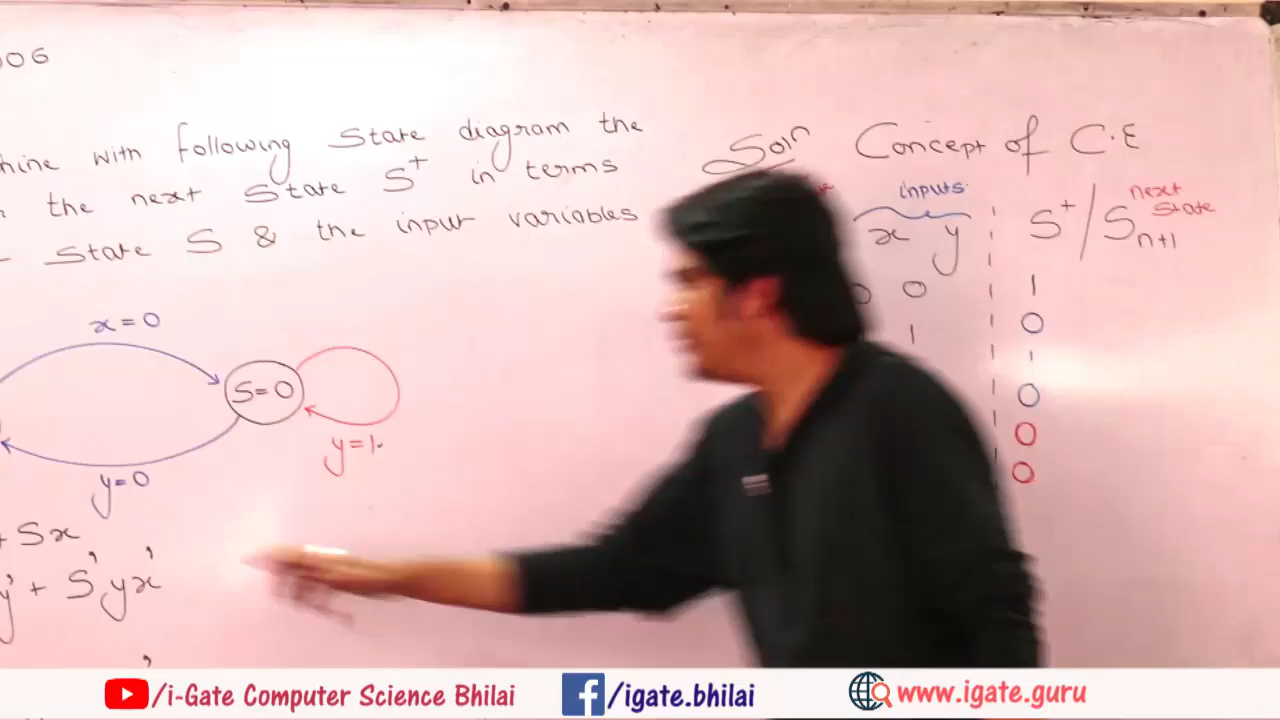 006
with following State diagram the
the next State S⁺ in terms
State S & the input variables
x=0
S=0
y=1
y=0
+ Sx
y' + S'yx'
Solⁿ Concept of C.E
inputs
x y
S⁺/Sₙ₊₁
next
state
0 0 1
0
1 1
0
0
0
/i-Gate Computer Science Bhilai
/igate.bhilai
www.igate.guru